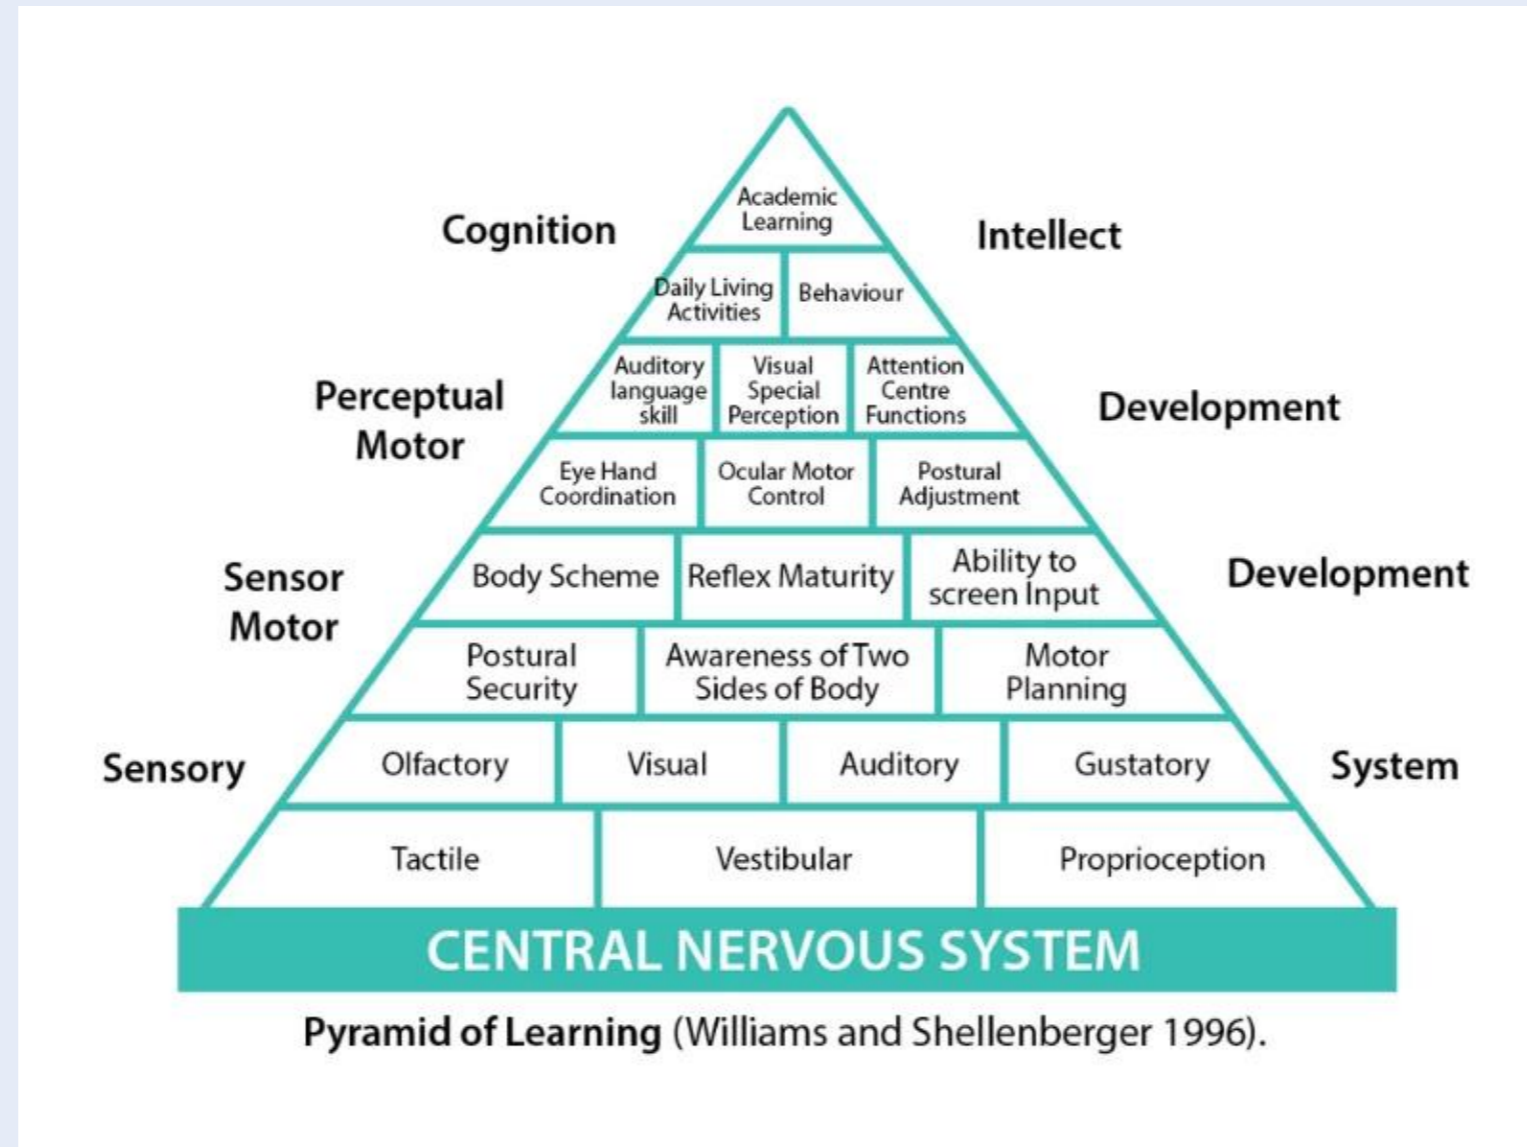 Academic
Learning
Cognition
Intellect
Daily Living
Activities
Behaviour
Auditory
language
skill
Visual
Special
Perception
Attention
Centre
Functions
Perceptual
Motor
Development
Eye Hand
Coordination
Ocular Motor
Control
Postural
Adjustment
Sensor
Motor
Body Scheme
Reflex Maturity
Ability to
screen Input
Development
Postural
Security
Awareness of Two
Sides of Body
Motor
Planning
Sensory
Olfactory
Visual
Auditory
Gustatory
System
Tactile
Vestibular
Proprioception
CENTRAL NERVOUS SYSTEM
Pyramid of Learning (Williams and Shellenberger 1996).